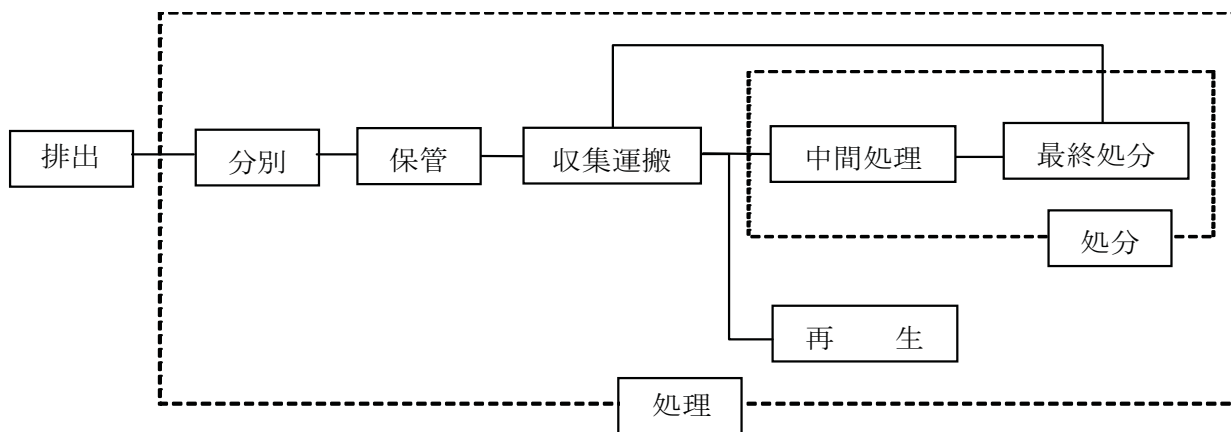 排出
分別
保管
収集運搬
中間処理
最終処分
処分
再　　生
処理